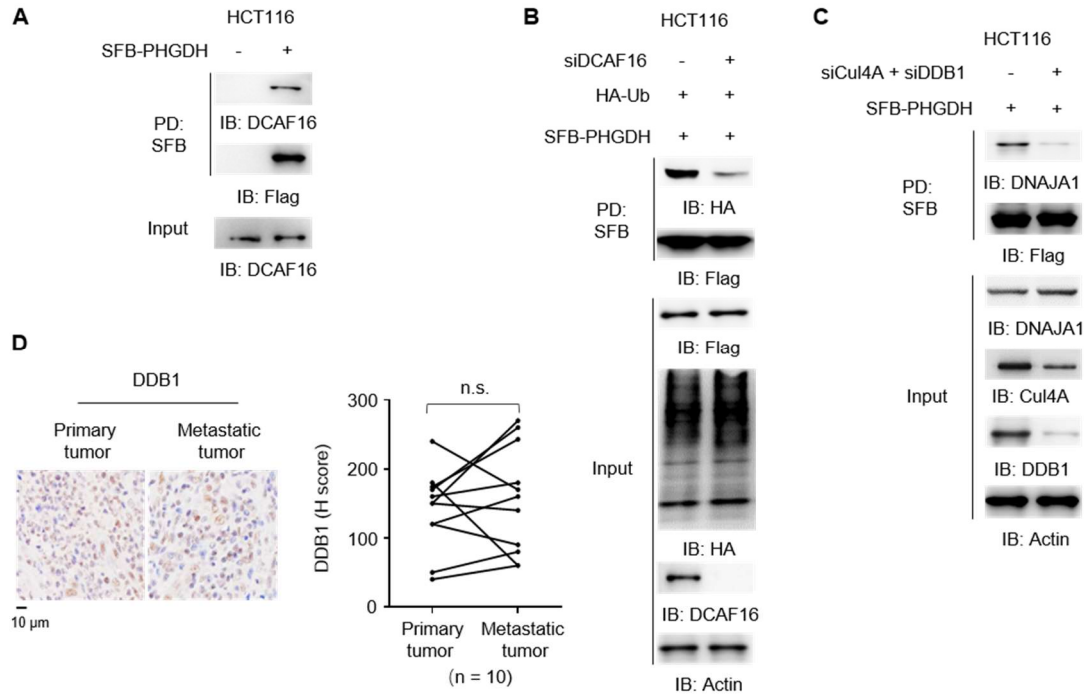 A
HCT116
SFB-PHGDH - +
PD:
SFB
IB: DCAF16
IB: Flag
Input
IB: DCAF16
B
HCT116
siDCAF16 - +
HA-Ub + +
SFB-PHGDH + +
PD:
SFB
IB: HA
IB: Flag
Input
IB: Flag
IB: HA
IB: DCAF16
IB: Actin
C
HCT116
siCul4A + siDDB1 - +
SFB-PHGDH + +
PD:
SFB
IB: DNAJA1
IB: Flag
Input
IB: DNAJA1
IB: Cul4A
IB: DDB1
IB: Actin
D
DDB1
Primary
tumor
Metastatic
tumor
10 µm
DDB1 (H score)
300
200
100
0
n.s.
Primary
tumor
Metastatic
tumor
(n = 10)